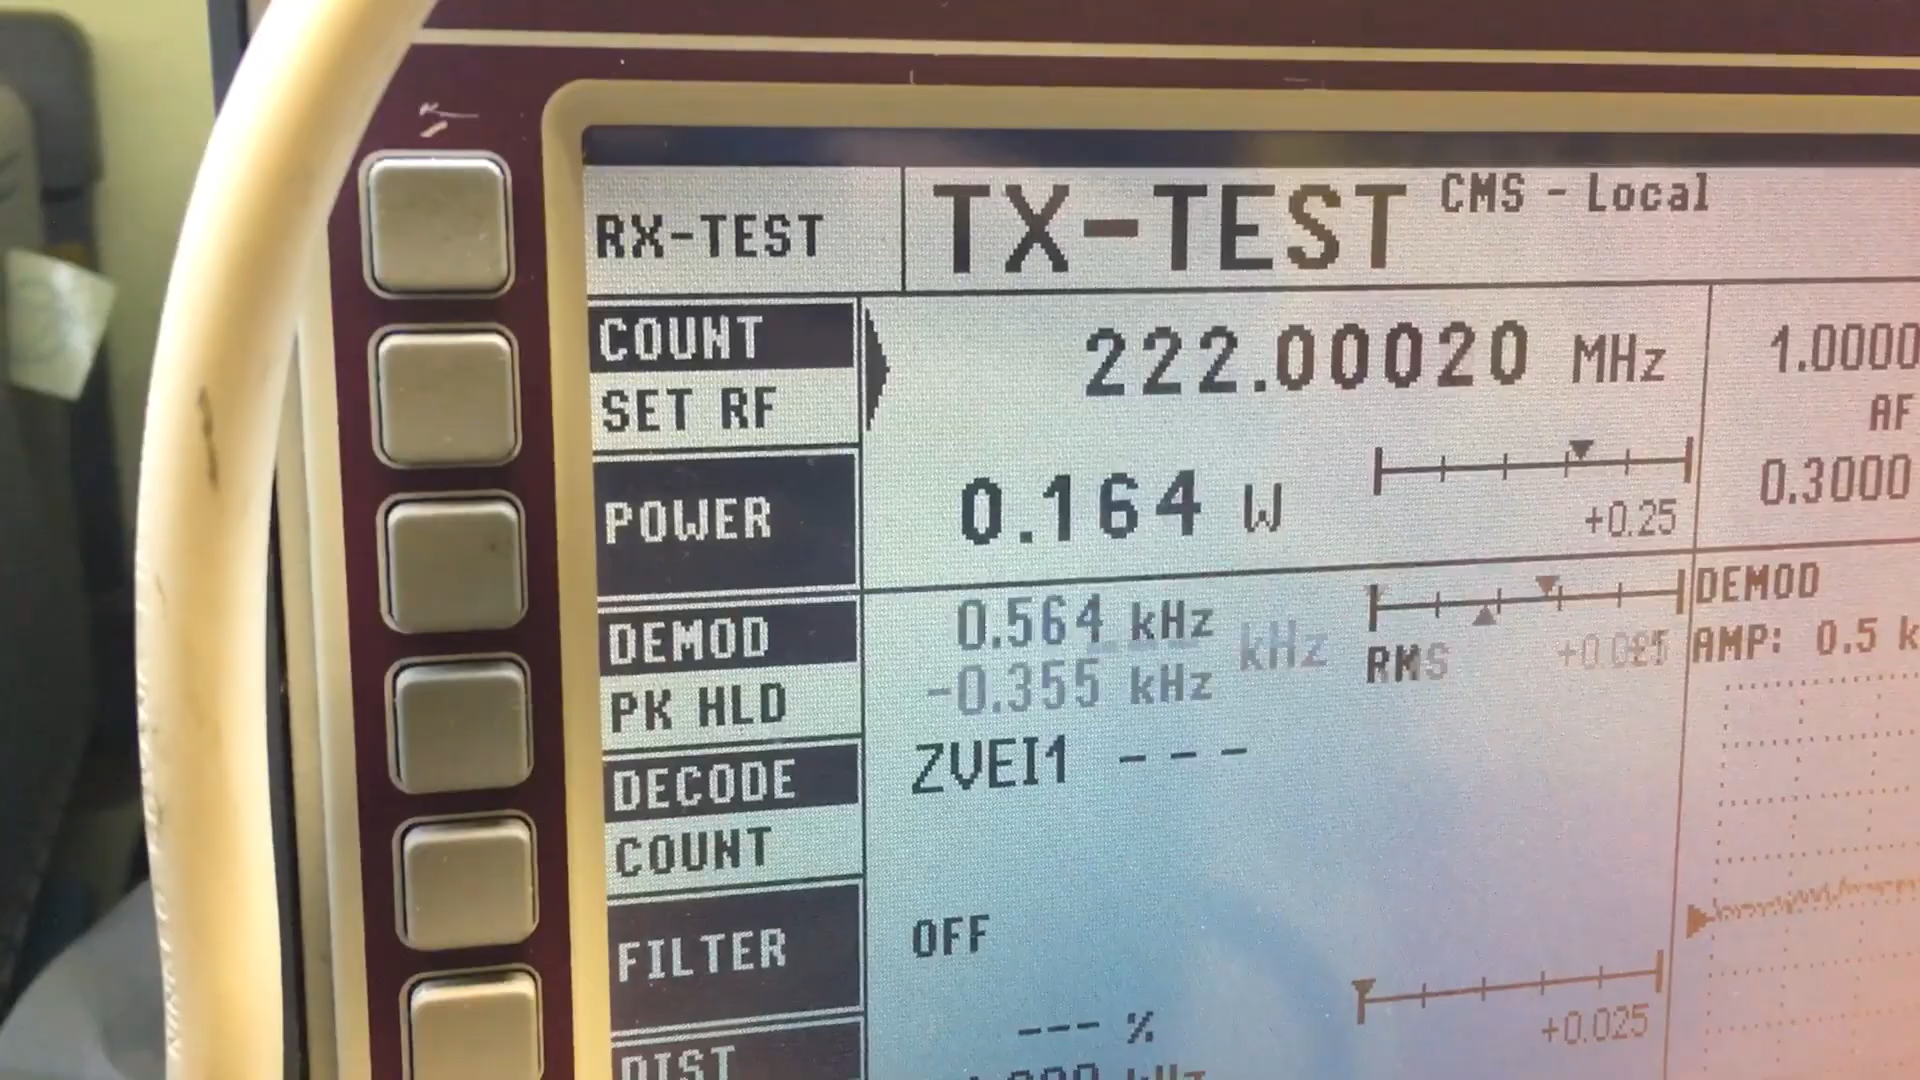 RX-TEST
TX-TEST CMS - Local
COUNT
SET RF
222.00020 MHz
1.0000
AF
POWER
0.164 W
+0.25
0.3000
DEMOD
PK HLD
0.564 kHz
-0.355 kHz
kHz
RMS
DEMOD
AMP: 0.5 k
DECODE
COUNT
ZVEI1 ---
FILTER
OFF
--- %
+0.025
DIST
kHz